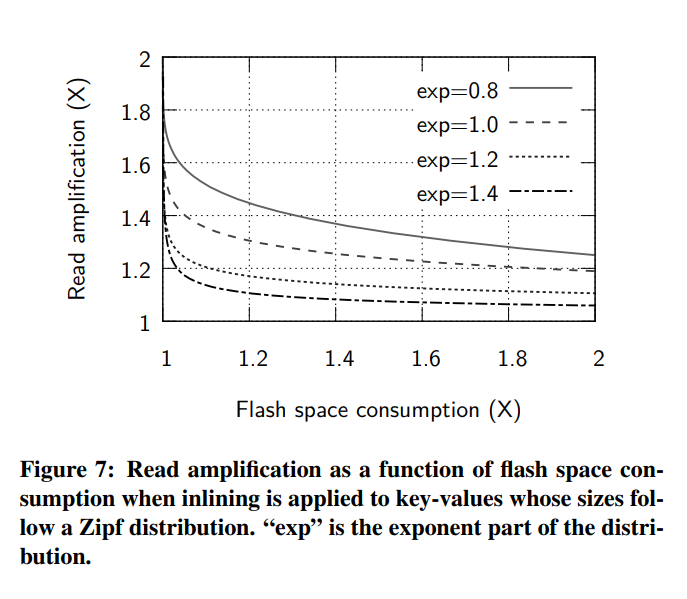 2
1.8
1.6
1.4
1.2
1
Read amplification (X)
exp=0.8
exp=1.0
exp=1.2
exp=1.4
1 1.2 1.4 1.6 1.8 2
Flash space consumption (X)
Figure 7: Read amplification as a function of flash space con-
sumption when inlining is applied to key-values whose sizes fol-
low a Zipf distribution. “exp” is the exponent part of the distri-
bution.